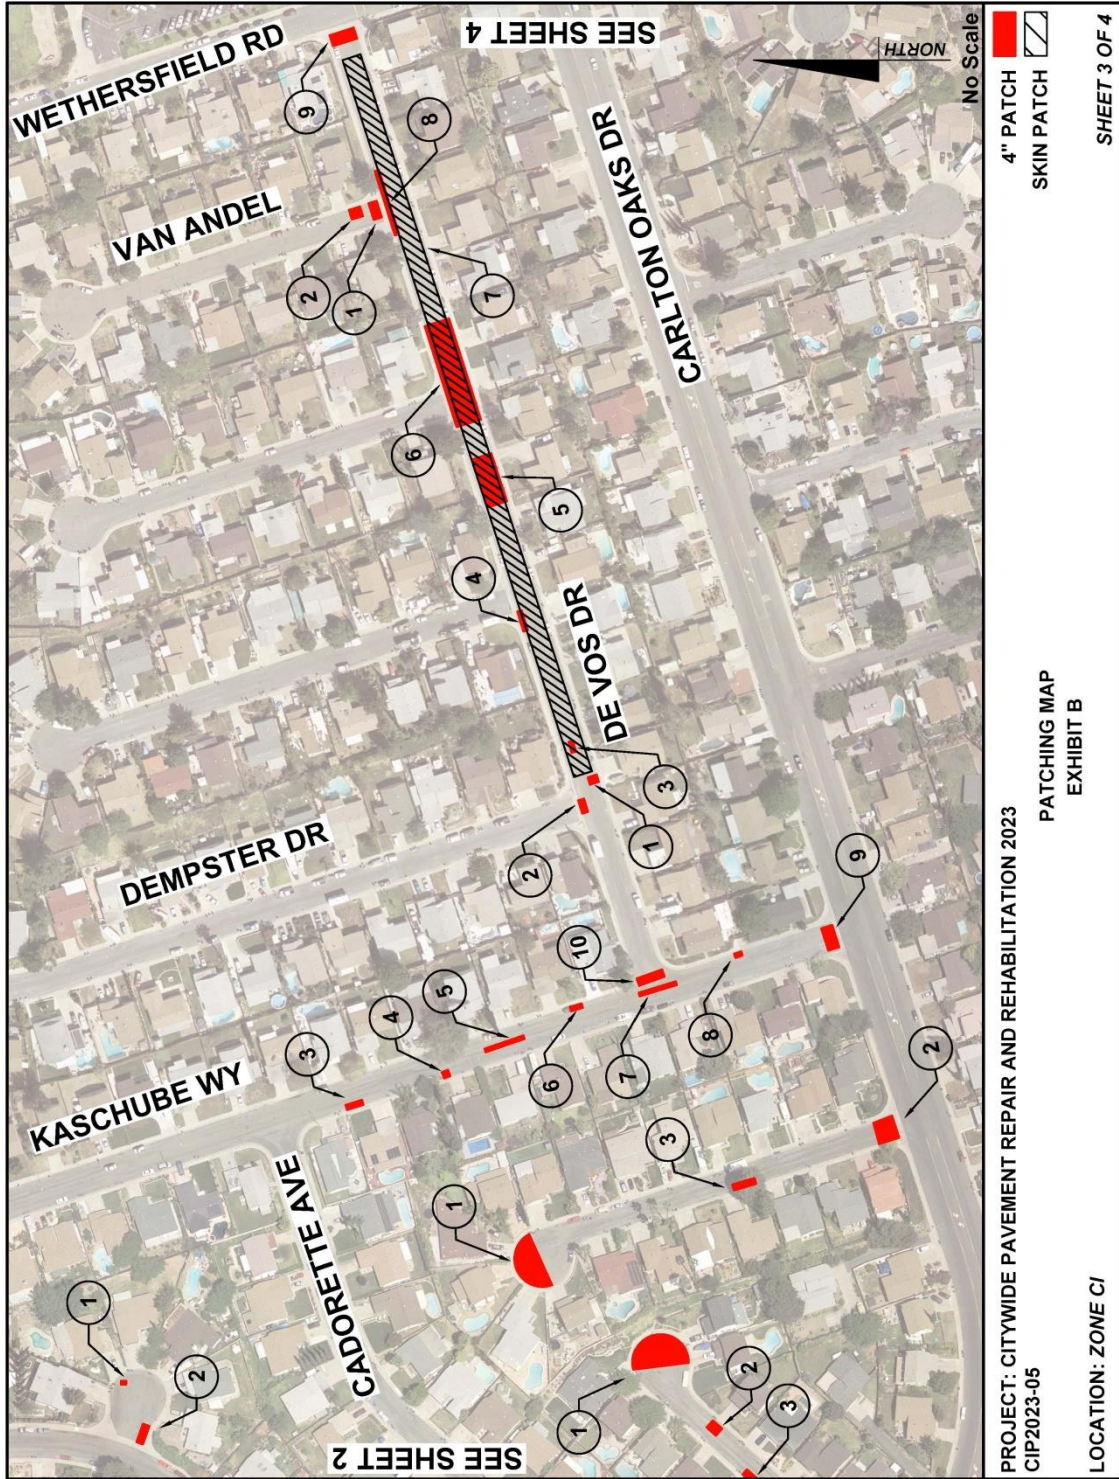 WETHERSFIELD RD
SEE SHEET 4
NORTH
No Scale
VAN ANDEL
9
8
2
1
7
6
5
4
CARLTON OAKS DR
DE VOS DR
3
1
2
DEMPSTER DR
KASCHUBE WY
3
4
5
6
10
7
8
9
CADORETTE AVE
1
3
2
1
2
1
2
3
SEE SHEET 2
PROJECT: CITYWIDE PAVEMENT REPAIR AND REHABILITATION 2023
CIP2023-05
LOCATION: ZONE CI
PATCHING MAP
EXHIBIT B
4" PATCH
SKIN PATCH
SHEET 3 OF 4